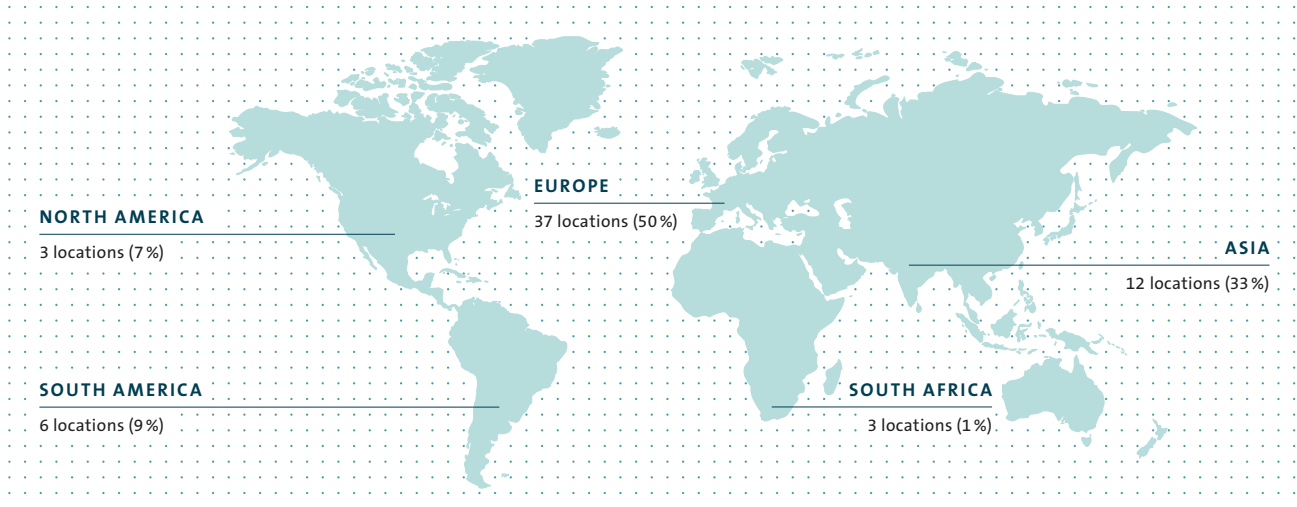 EUROPE
37 locations (50 %)
NORTH AMERICA
3 locations (7 %)
ASIA
12 locations (33 %)
SOUTH AMERICA
6 locations (9 %)
SOUTH AFRICA
3 locations (1 %)